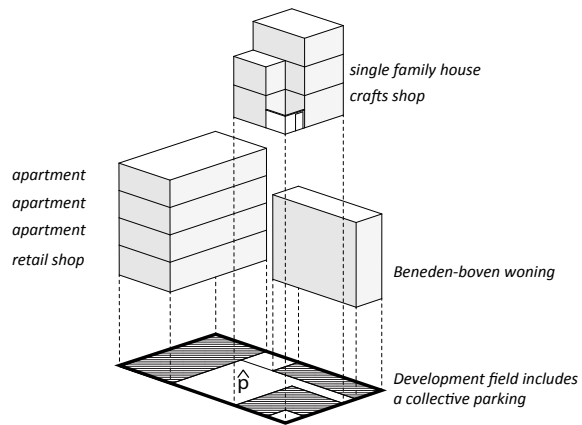 single family house
crafts shop
apartment
apartment
apartment
retail shop
Beneden-boven woning
p̂
Development field includes
a collective parking